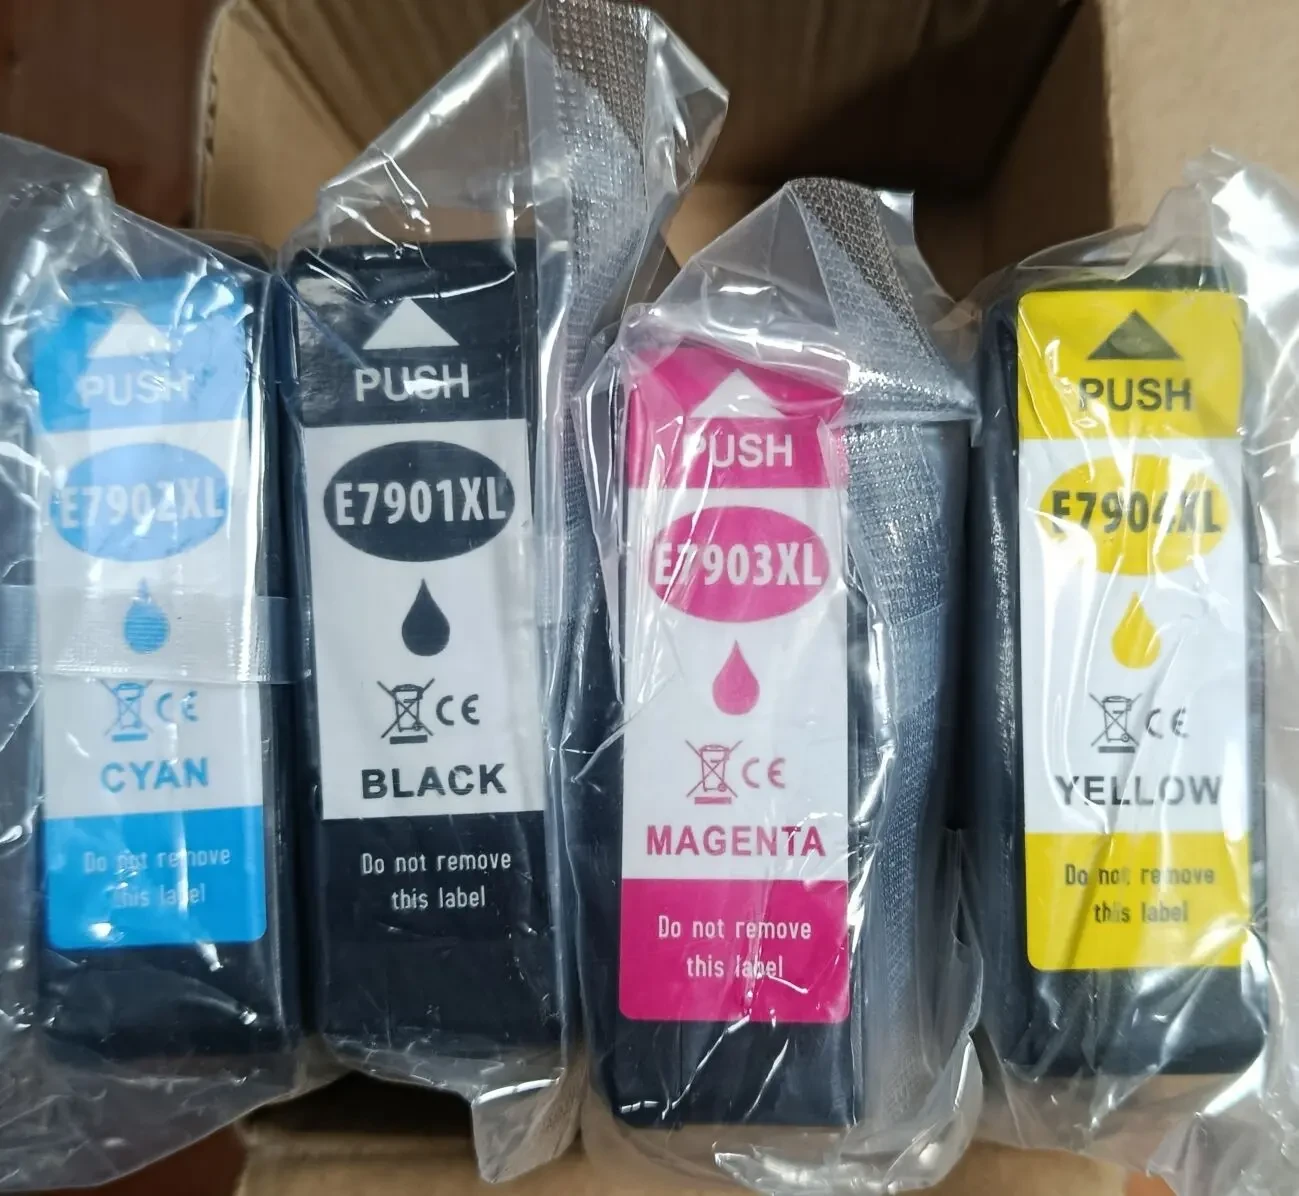 PUSH
E7902XL
CE
CYAN
Do not remove
this label
PUSH
E7901XL
CE
BLACK
Do not remove
this label
PUSH
E7903XL
CE
MAGENTA
Do not remove
this label
PUSH
E7904XL
CE
YELLOW
Do not remove
this label